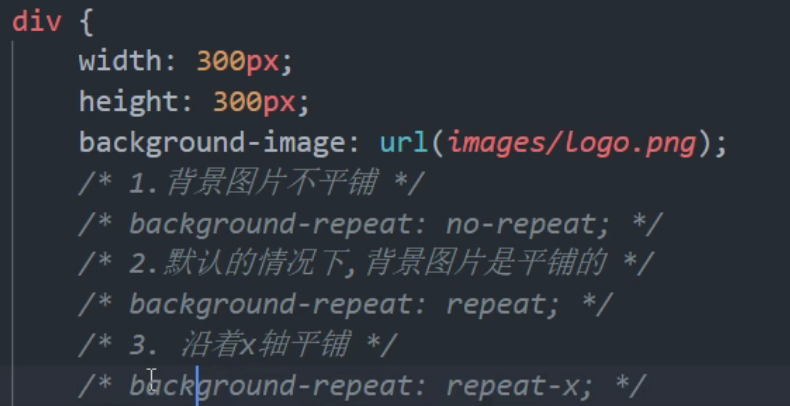 div {
width: 300px;
height: 300px;
background-image: url(images/logo.png);
/* 1.背景图片不平铺 */
/* background-repeat: no-repeat; */
/* 2.默认的情况下,背景图片是平铺的 */
/* background-repeat: repeat; */
/* 3. 沿着x轴平铺 */
/* background-repeat: repeat-x; */